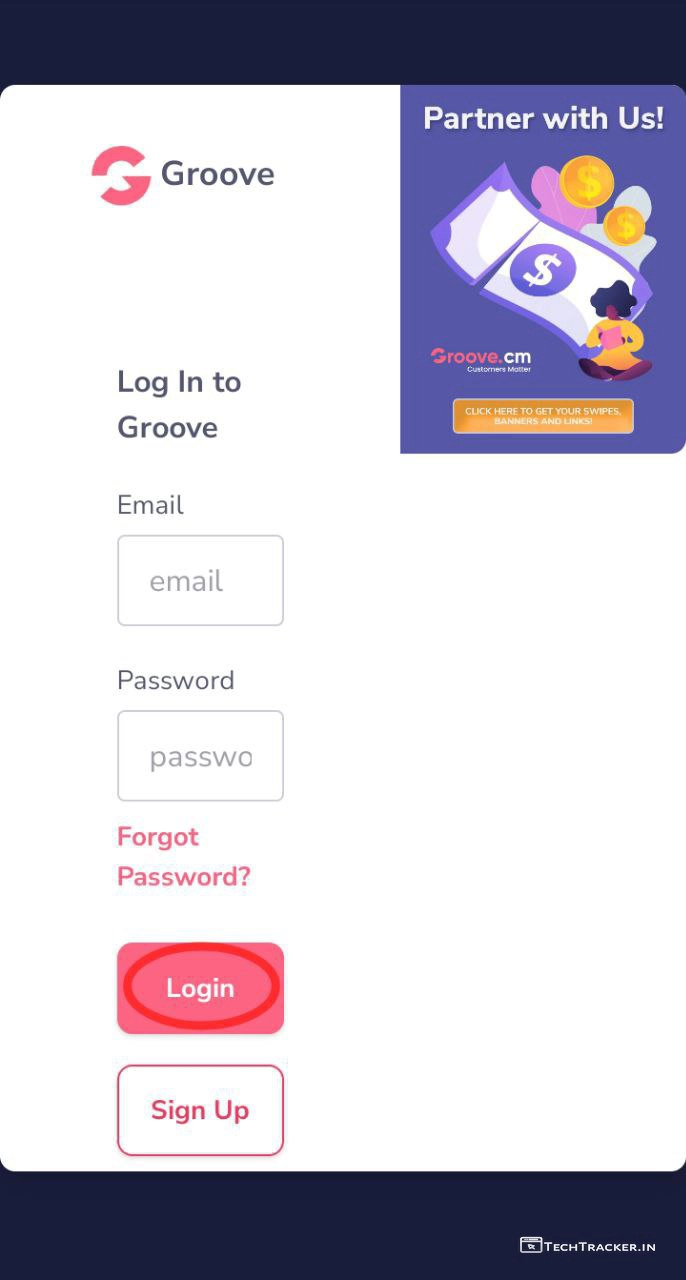 Groove
Log In to
Groove
Email
email
Password
passwo
Forgot
Password?
Login
Sign Up
Partner with Us!
Groove.cm
Customers Matter
CLICK HERE TO GET YOUR SWIPES,
BANNERS AND LINKS!
TECHTRACKER.IN